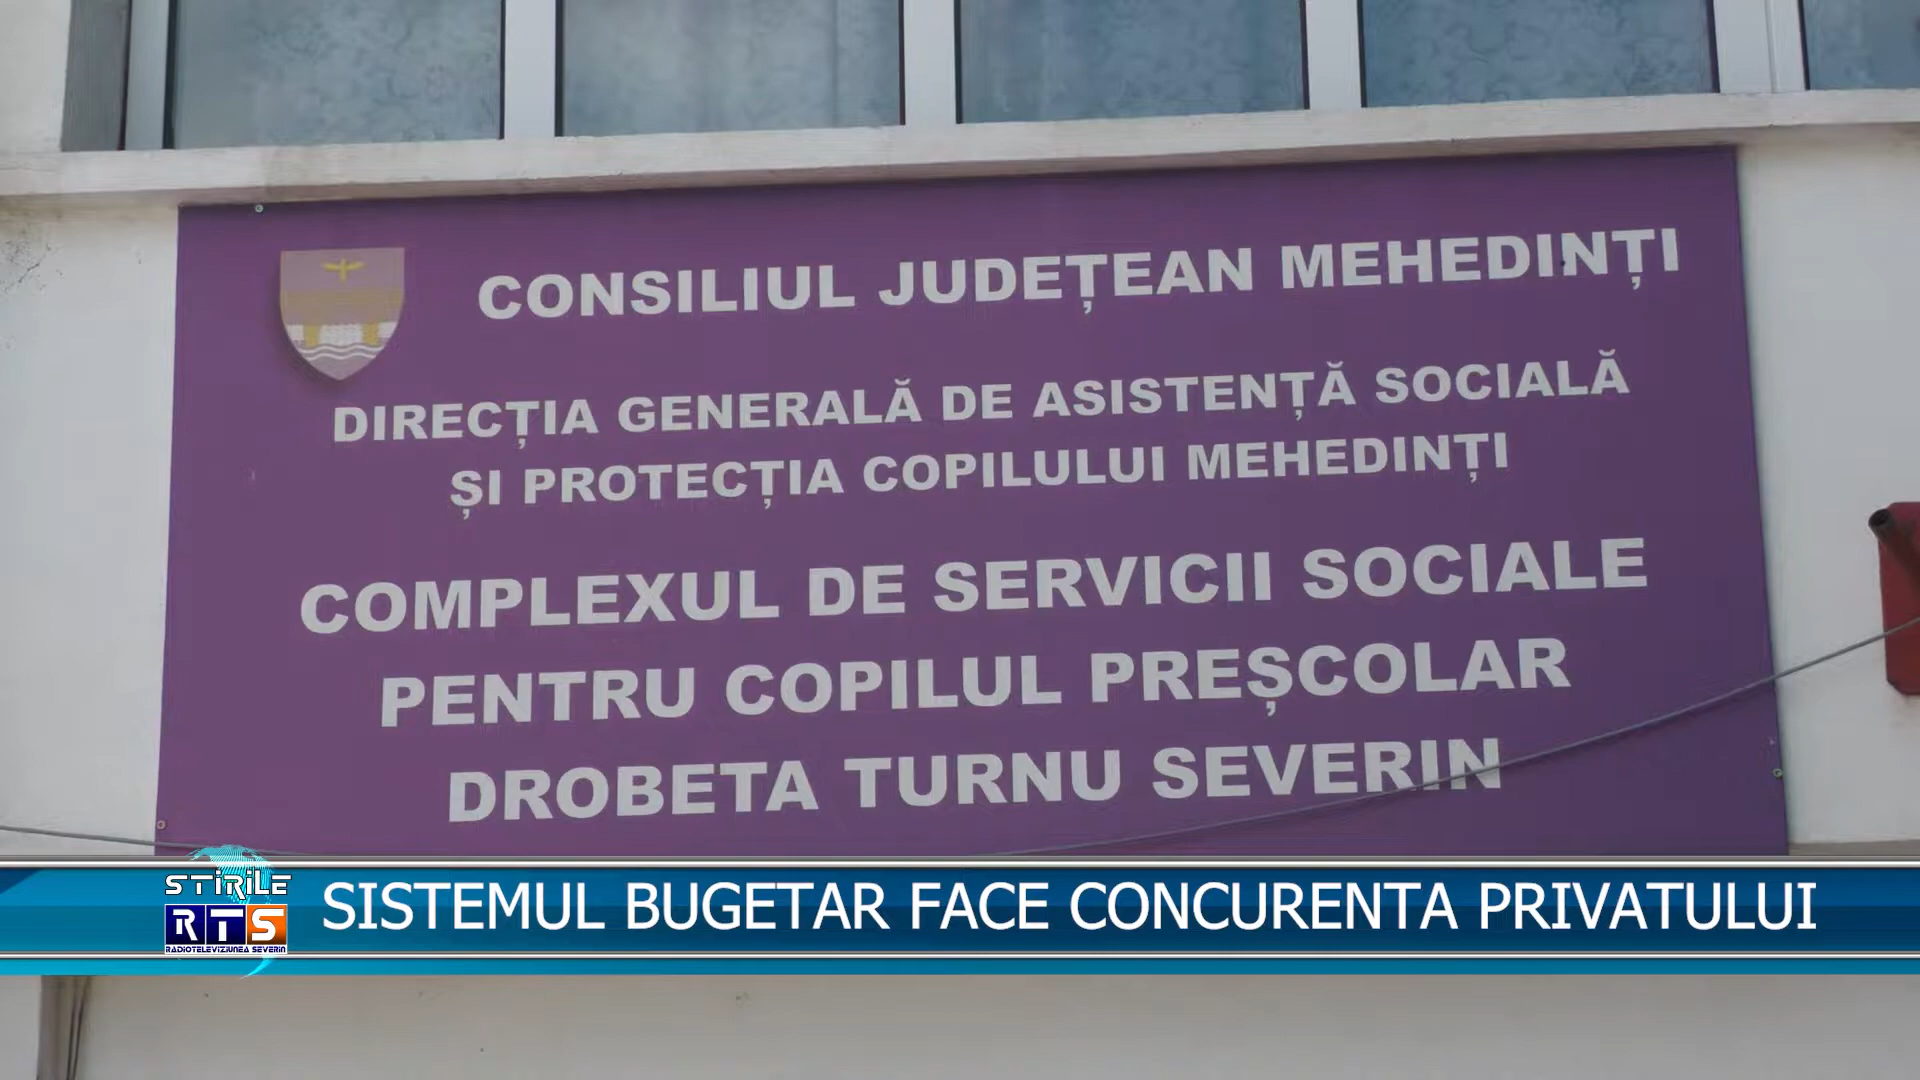 CONSILIUL JUDEȚEAN MEHEDINȚI
DIRECȚIA GENERALĂ DE ASISTENȚĂ SOCIALĂ
ȘI PROTECȚIA COPILULUI MEHEDINȚI
COMPLEXUL DE SERVICII SOCIALE
PENTRU COPILUL PREȘCOLAR
DROBETA TURNU SEVERIN
STIRILE
RTS
RADIOTELEVIZIUNEA SEVERIN
SISTEMUL BUGETAR FACE CONCURENTA PRIVATULUI